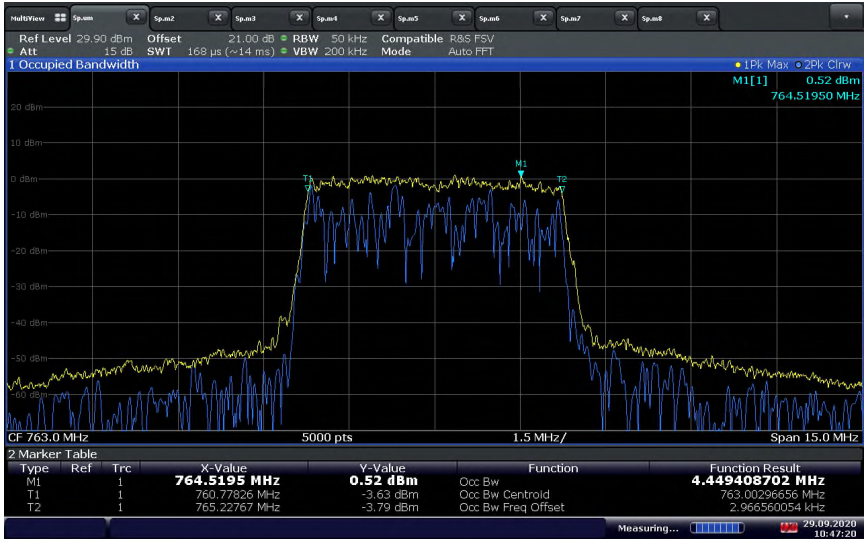 MultiView Sp.um X Sp.m2 X Sp.m3 X Sp.m4 X Sp.m5 X Sp.m6 X Sp.m7 X Sp.m8 X
Ref Level 29.90 dBm Offset 21.00 dB RBW 50 kHz Compatible R&S FSV
Att 15 dB SWT 168 µs (~14 ms) VBW 200 kHz Mode Auto FFT
1 Occupied Bandwidth 1Pk Max 2Pk Clrw
M1[1] 0.52 dBm
764.51950 MHz
20 dBm
10 dBm
M1
0 dBm T1 T2
-10 dBm
-20 dBm
-30 dBm
-40 dBm
-50 dBm
-60 dBm
CF 763.0 MHz 5000 pts 1.5 MHz/ Span 15.0 MHz
2 Marker Table
Type Ref Trc X-Value Y-Value Function Function Result
M1 1 764.5195 MHz 0.52 dBm Occ Bw 4.449408702 MHz
T1 1 760.77826 MHz -3.63 dBm Occ Bw Centroid 763.00296656 MHz
T2 1 765.22767 MHz -3.79 dBm Occ Bw Freq Offset 2.966560054 kHz
Measuring... 29.09.2020
10:47:20